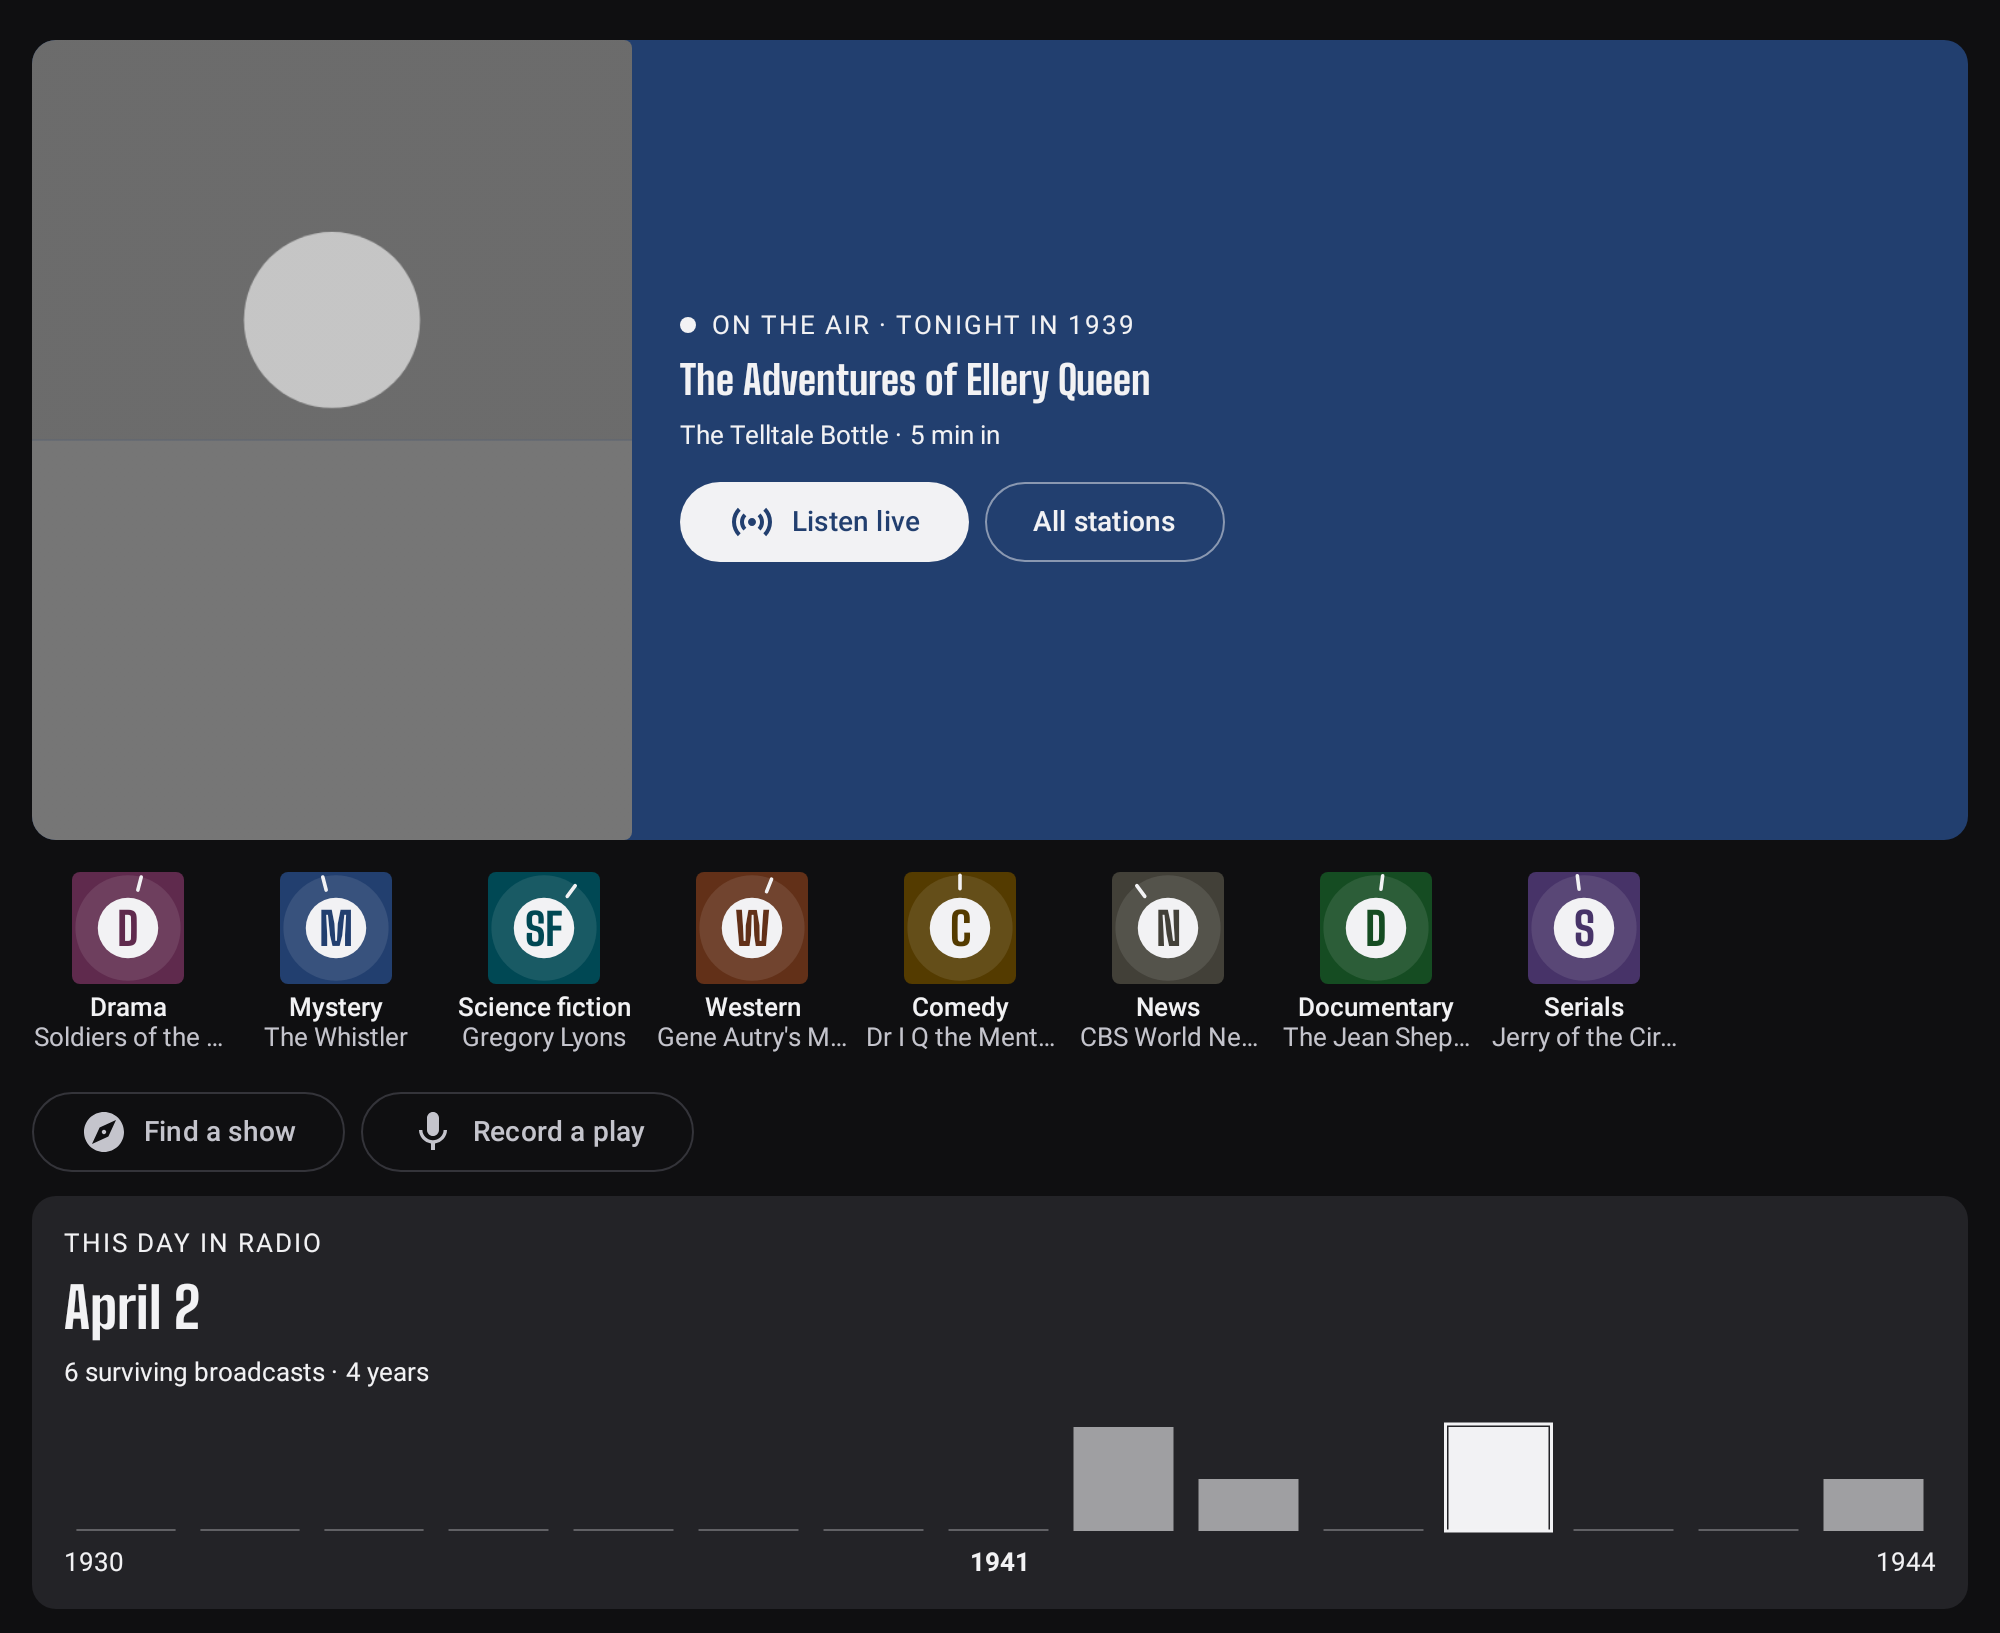 ON THE AIR · TONIGHT IN 1939
The Adventures of Ellery Queen
The Telltale Bottle · 5 min in
Listen live
All stations
D
M
SF
W
C
N
D
S
Drama
Mystery
Science fiction
Western
Comedy
News
Documentary
Serials
Soldiers of the ...
The Whistler
Gregory Lyons
Gene Autry's M...
Dr I Q the Ment...
CBS World Ne...
The Jean Shep...
Jerry of the Cir...
Find a show
Record a play
THIS DAY IN RADIO
April 2
6 surviving broadcasts · 4 years
1930
1941
1944